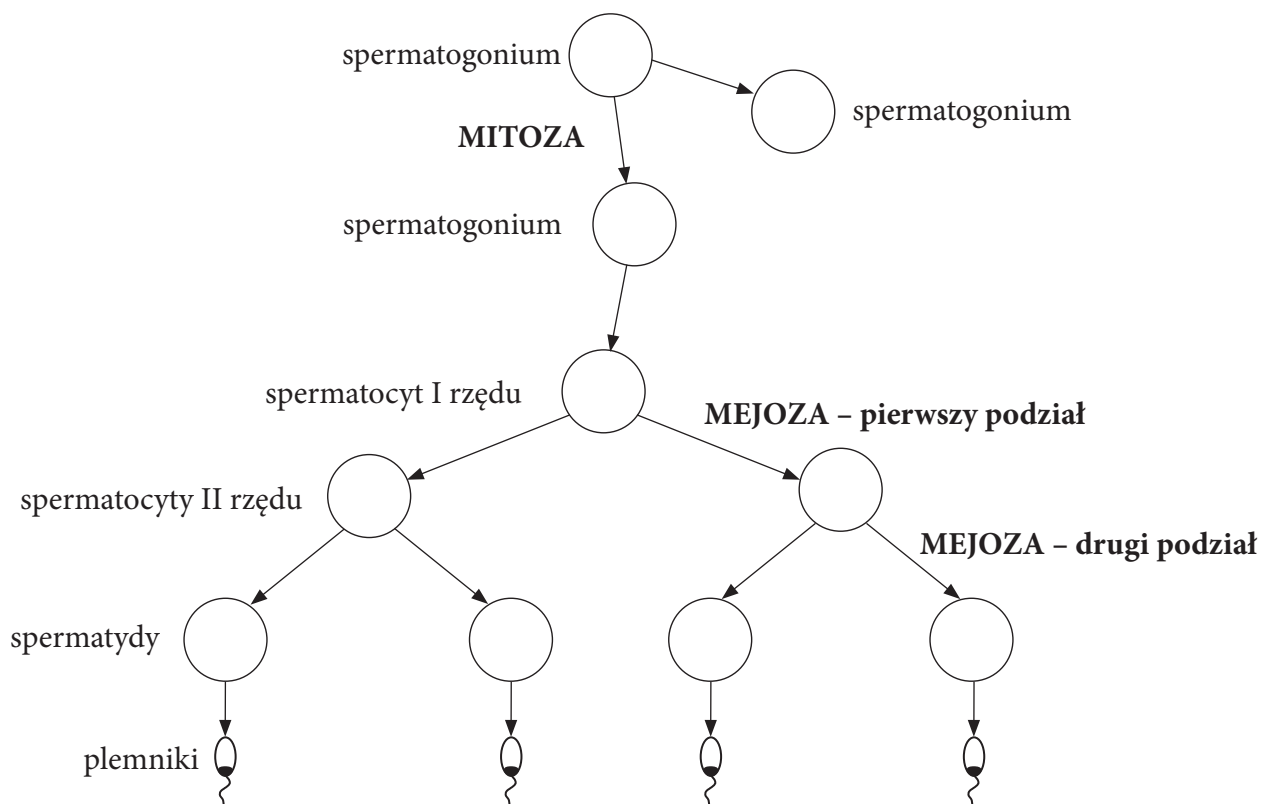 spermatogonium
spermatogonium
MITOZA
spermatogonium
spermatocyt I rzędu
MEJOZA – pierwszy podział
spermatocyty II rzędu
MEJOZA – drugi podział
spermatydy
plemniki